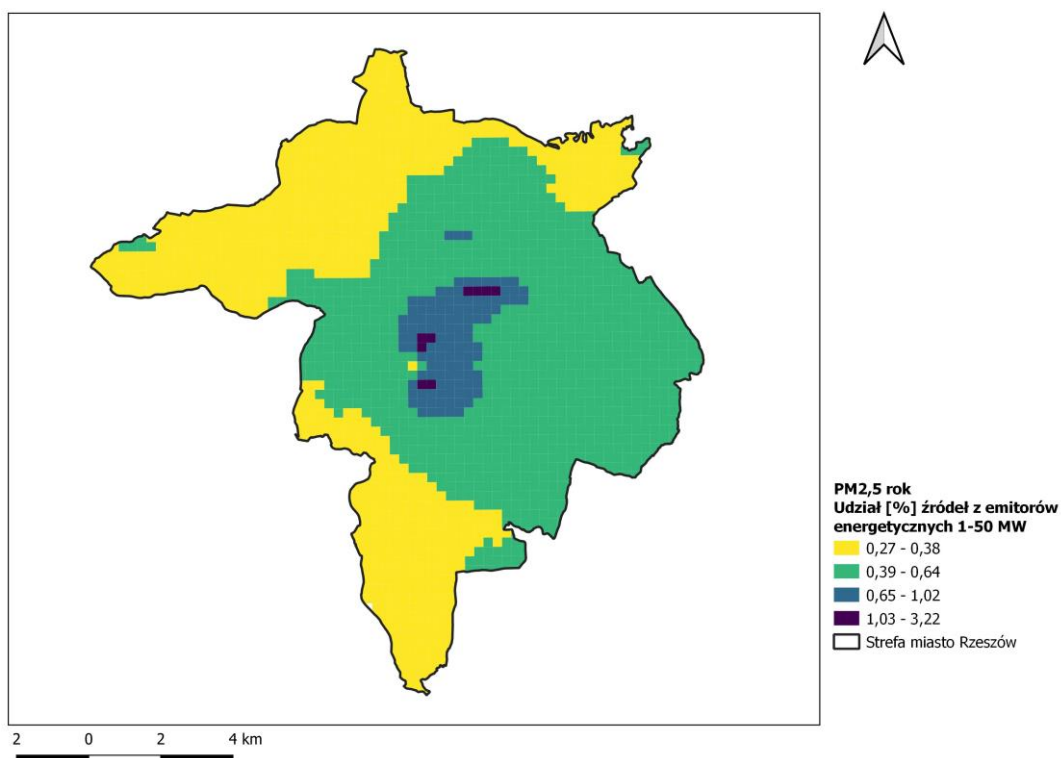 PM2,5 rok
Udział [%] źródeł z emitorów
energetycznych 1-50 MW
0,27 - 0,38
0,39 - 0,64
0,65 - 1,02
1,03 - 3,22
Strefa miasto Rzeszów
2 0 2 4 km